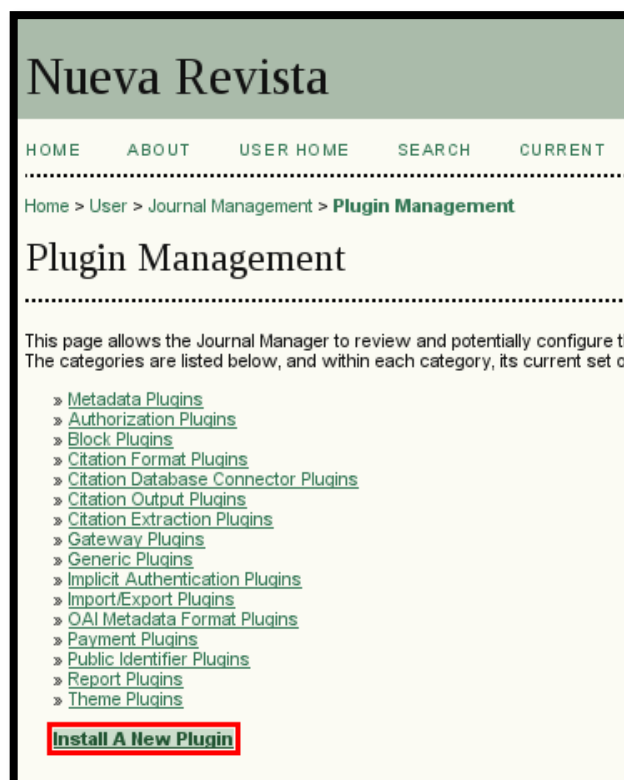 Nueva Revista
HOME ABOUT USER HOME SEARCH CURRENT
Home > User > Journal Management > Plugin Management
Plugin Management
This page allows the Journal Manager to review and potentially configure
The categories are listed below, and within each category, its current set
» Metadata Plugins
» Authorization Plugins
» Block Plugins
» Citation Format Plugins
» Citation Database Connector Plugins
» Citation Output Plugins
» Citation Extraction Plugins
» Gateway Plugins
» Generic Plugins
» Implicit Authentication Plugins
» Import/Export Plugins
» OAI Metadata Format Plugins
» Payment Plugins
» Public Identifier Plugins
» Report Plugins
» Theme Plugins
Install A New Plugin